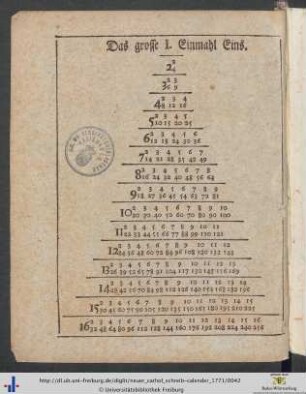 Das grosse 1. Einmahl Eins.
2 2
4
3 2 3
6 9
4 2 3 4
8 12 16
5 2 3 4 5
10 15 20 25
6 2 3 4 5 6
12 18 24 30 36
7 2 3 4 5 6 7
14 21 28 35 42 49
8 2 3 4 5 6 7 8
16 24 32 40 48 56 64
9 2 3 4 5 6 7 8 9
18 27 36 45 54 63 72 81
10 2 3 4 5 6 7 8 9 10
20 30 40 50 60 70 80 90 100
11 2 3 4 5 6 7 8 9 10 11
22 33 44 55 66 77 88 99 110 121
12 2 3 4 5 6 7 8 9 10 11 12
24 36 48 60 72 84 96 108 120 132 144
13 2 3 4 5 6 7 8 9 10 11 12 13
26 39 52 65 78 91 104 117 130 143 156 169
14 2 3 4 5 6 7 8 9 10 11 12 13 14
28 42 56 70 84 98 112 126 140 154 168 182 196
15 2 3 4 5 6 7 8 9 10 11 12 13 14 15
30 45 60 75 90 105 120 135 150 165 180 195 210 225
16 2 3 4 5 6 7 8 9 10 11 12 13 14 15 16
32 48 64 80 96 112 128 144 160 176 192 208 224 240 256
http://dl.ub.uni-freiburg.de/diglit/neuer_rastnd_schreib-calender_1771/0042
© Universitätsbibliothek Freiburg
Baden-Württemberg